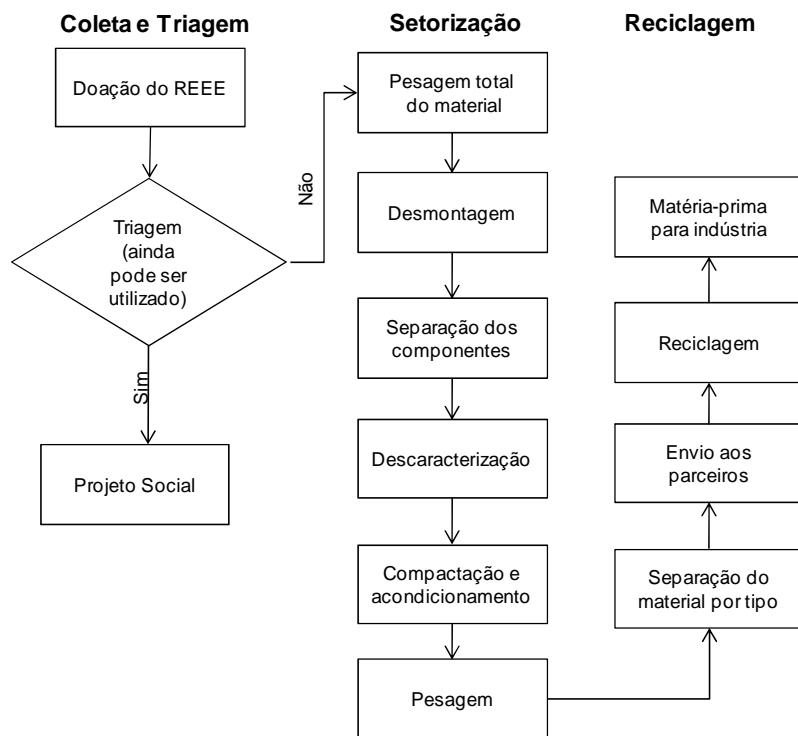 Coleta e Triagem
Doação do REEE
Triagem
(ainda
pode ser
utilizado)
Não
Sim
Projeto Social
Setorização
Pesagem total
do material
Desmontagem
Separação dos
componentes
Descaracterização
Compactação e
acondicionamento
Pesagem
Reciclagem
Matéria-prima
para indústria
Reciclagem
Envio aos
parceiros
Separação do
material por tipo